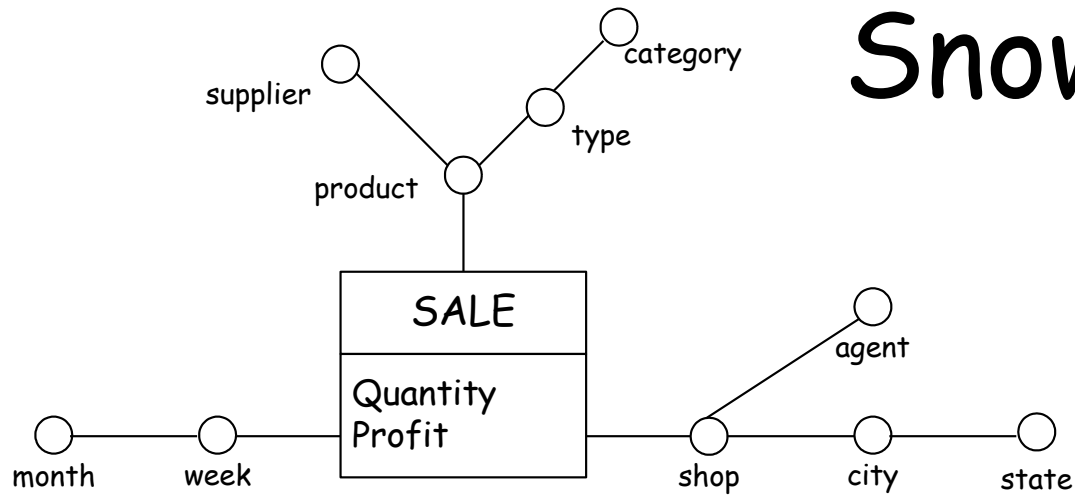 Snow
category
supplier
type
product
SALE
agent
Quantity
Profit
month
week
shop
city
state